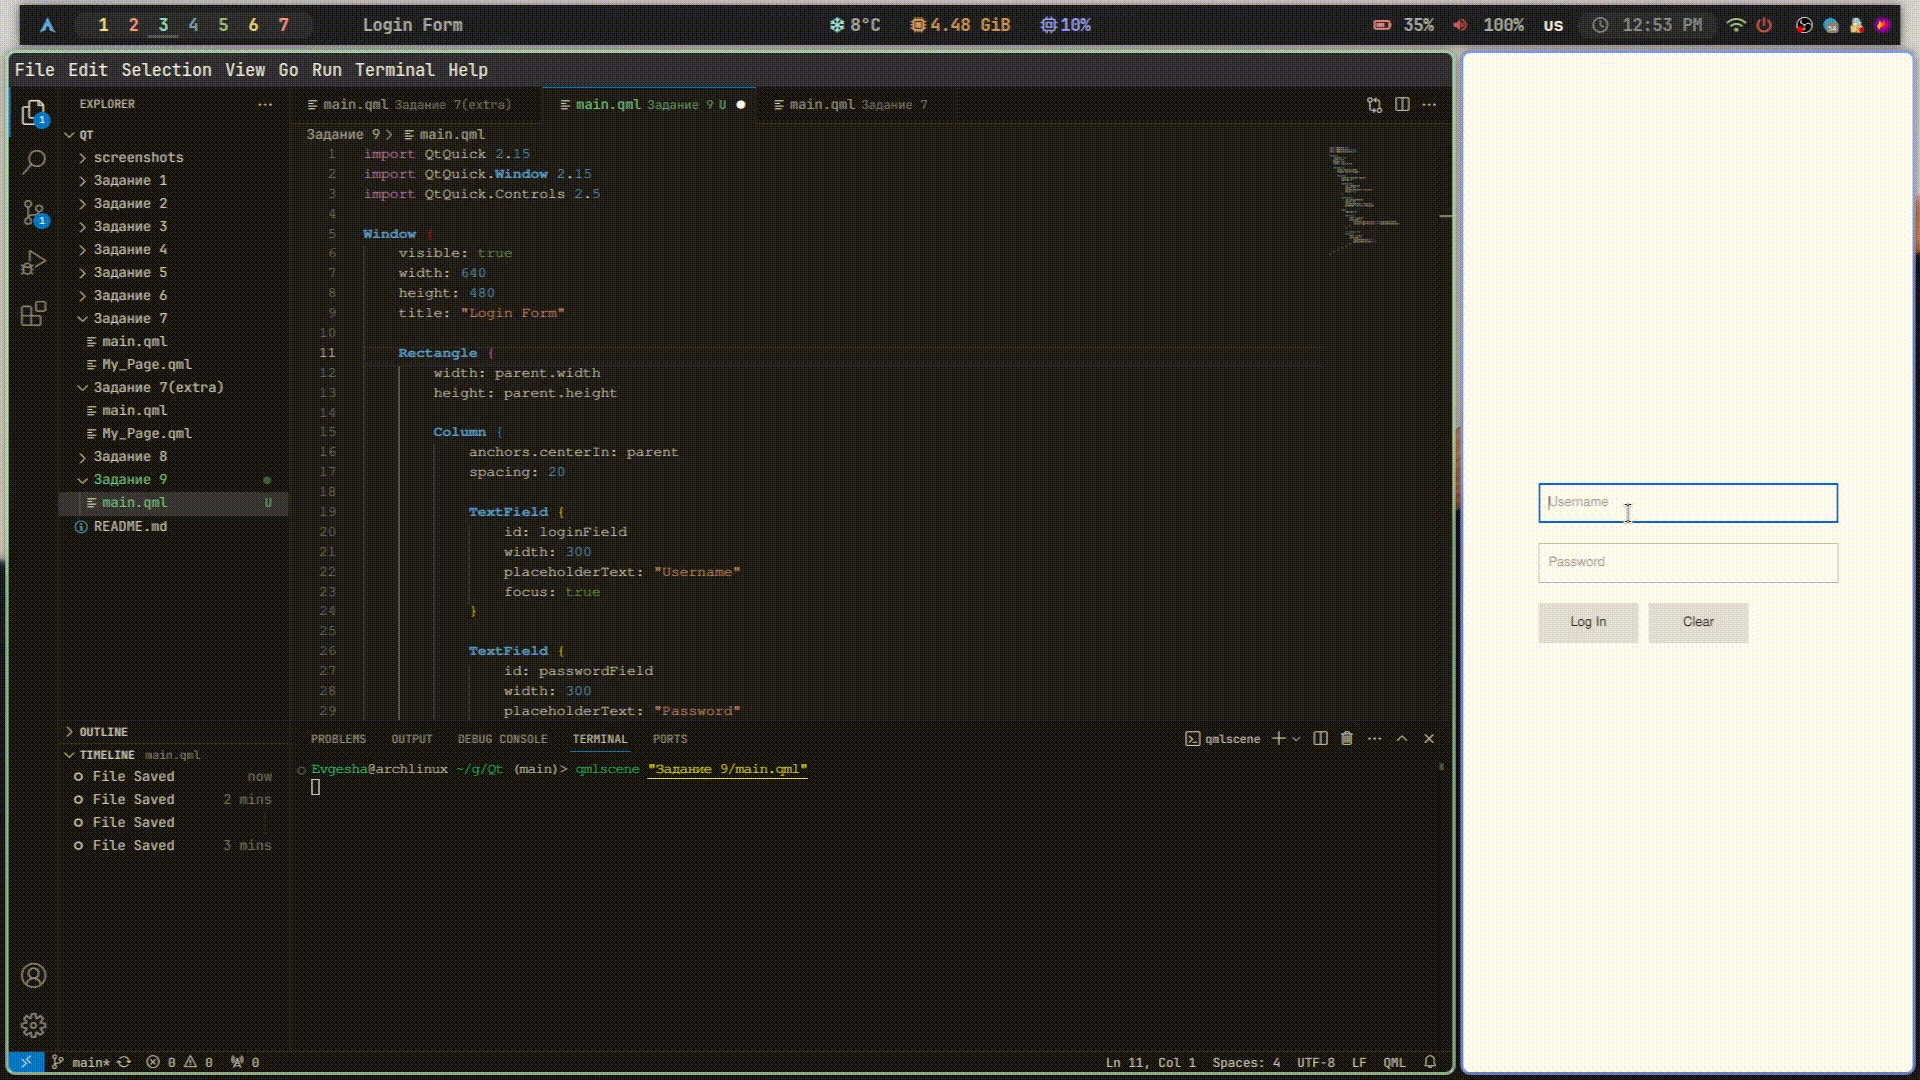 1 2 3 4 5 6 7 Login Form 8°C 4.48 GiB 10% 35% 100% US 12:53 PM
File Edit Selection View Go Run Terminal Help
EXPLORER
QT
screenshots
Задание 1
Задание 2
Задание 3
Задание 4
Задание 5
Задание 6
Задание 7
main.qml
My_Page.qml
Задание 7(extra)
main.qml
My_Page.qml
Задание 8
Задание 9
main.qml U
README.md
OUTLINE
TIMELINE main.qml
File Saved now
File Saved 2 mins
File Saved
File Saved 3 mins
main.qml Задание 7(extra) main.qml Задание 9 U main.qml Задание 7
Задание 9 > main.qml
1 import QtQuick 2.15
2 import QtQuick.Window 2.15
3 import QtQuick.Controls 2.5
4
5 Window {
6 visible: true
7 width: 640
8 height: 480
9 title: "Login Form"
10
11 Rectangle {
12 width: parent.width
13 height: parent.height
14
15 Column {
16 anchors.centerIn: parent
17 spacing: 20
18
19 TextField {
20 id: loginField
21 width: 300
22 placeholderText: "Username"
23 focus: true
24 }
25
26 TextField {
27 id: passwordField
28 width: 300
29 placeholderText: "Password"
PROBLEMS OUTPUT DEBUG CONSOLE TERMINAL PORTS qmlscene
Evgesha@archlinux ~/g/Qt (main)> qmlscene "Задание 9/main.qml"
1
1
main* 0 0 0 Ln 11, Col 1 Spaces: 4 UTF-8 LF QML
Username
Password
Log In Clear